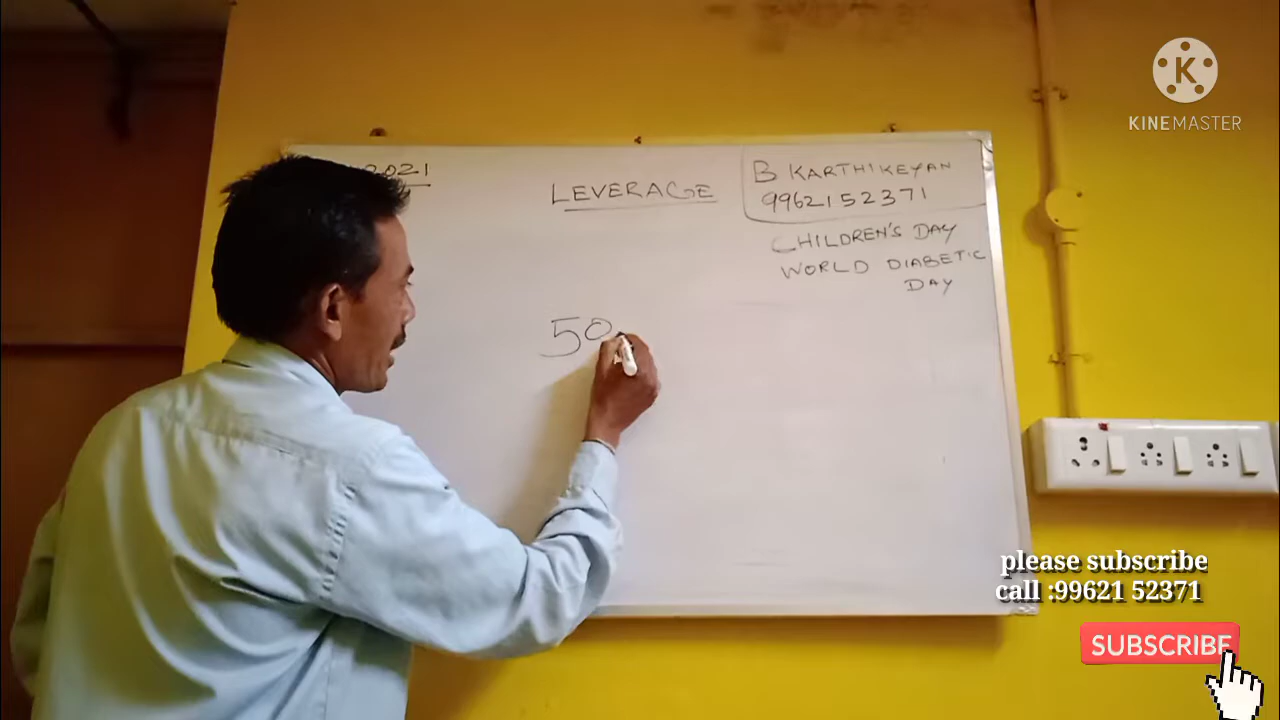 2021
LEVERAGE
B KARTHIKEYAN
9962152371
CHILDREN'S DAY
WORLD DIABETIC
DAY
50
KINEMASTER
please subscribe
call :99621 52371
SUBSCRIBE